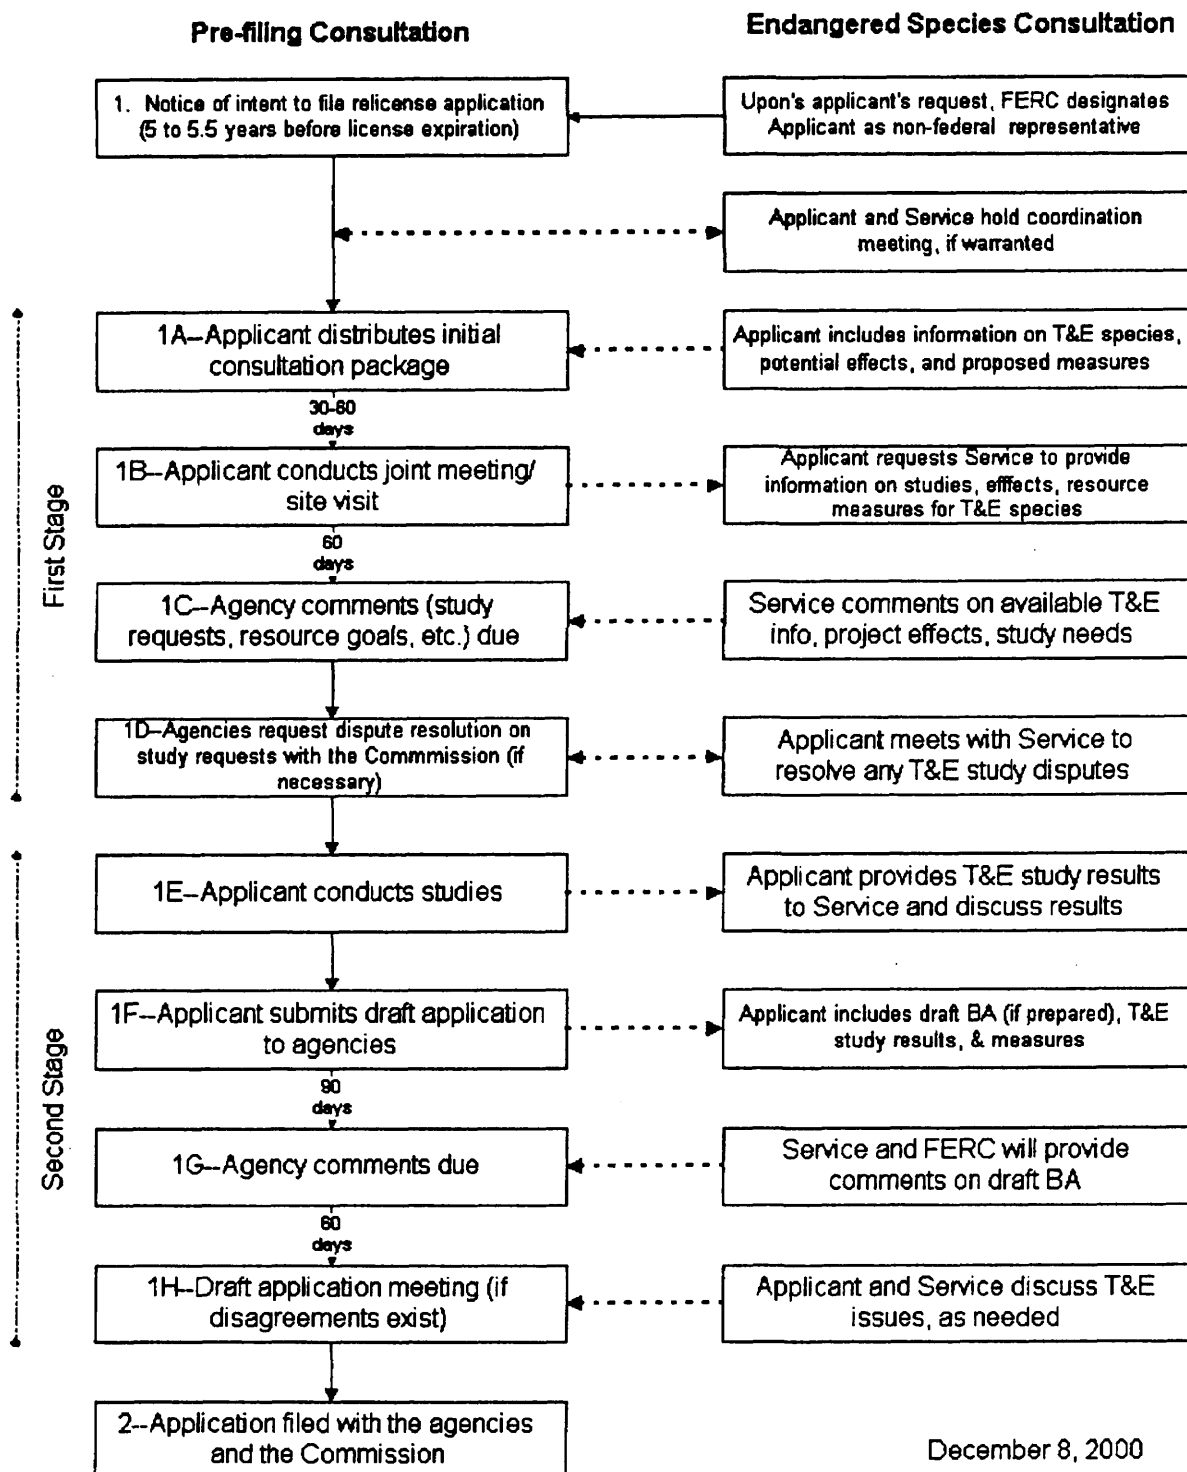 Pre-filing Consultation
Endangered Species Consultation
1. Notice of intent to file relicense application
(5 to 5.5 years before license expiration)
Upon's applicant's request, FERC designates
Applicant as non-federal representative
Applicant and Service hold coordination
meeting, if warranted
First Stage
1A--Applicant distributes initial
consultation package
Applicant includes information on T&E species,
potential effects, and proposed measures
30-60
days
1B--Applicant conducts joint meeting/
site visit
Applicant requests Service to provide
information on studies, efffects, resource
measures for T&E species
60
days
1C--Agency comments (study
requests, resource goals, etc.) due
Service comments on available T&E
info, project effects, study needs
1D--Agencies request dispute resolution on
study requests with the Commmission (if
necessary)
Applicant meets with Service to
resolve any T&E study disputes
Second Stage
1E--Applicant conducts studies
Applicant provides T&E study results
to Service and discuss results
1F--Applicant submits draft application
to agencies
Applicant includes draft BA (if prepared), T&E
study results, & measures
90
days
1G--Agency comments due
Service and FERC will provide
comments on draft BA
60
days
1H--Draft application meeting (if
disagreements exist)
Applicant and Service discuss T&E
issues, as needed
2--Application filed with the agencies
and the Commission
December 8, 2000